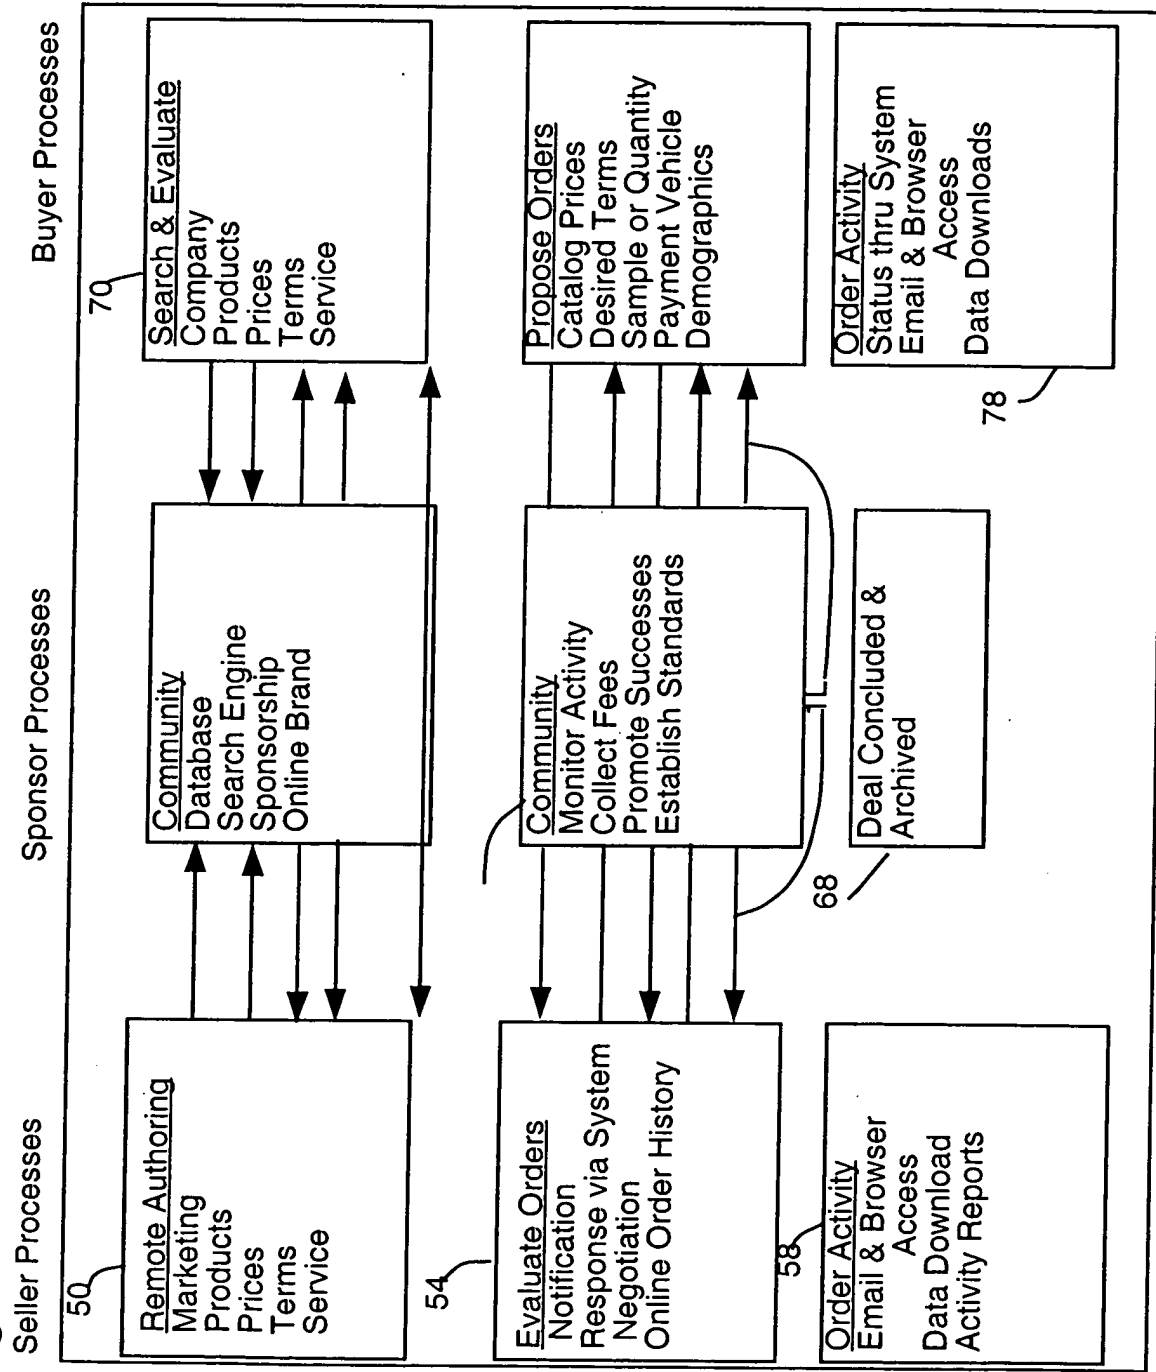 Seller Processes
Sponsor Processes
Buyer Processes
50
Remote Authoring
Marketing
Products
Prices
Terms
Service
Community
Database
Search Engine
Sponsorship
Online Brand
70
Search & Evaluate
Company
Products
Prices
Terms
Service
54
Evaluate Orders
Notification
Response via System
Negotiation
Online Order History
Community
Monitor Activity
Collect Fees
Promote Successes
Establish Standards
Propose Orders
Catalog Prices
Desired Terms
Sample or Quantity
Payment Vehicle
Demographics
58
Order Activity
Email & Browser
Access
Data Download
Activity Reports
68
Deal Concluded &
Archived
78
Order Activity
Status thru System
Email & Browser
Access
Data Downloads